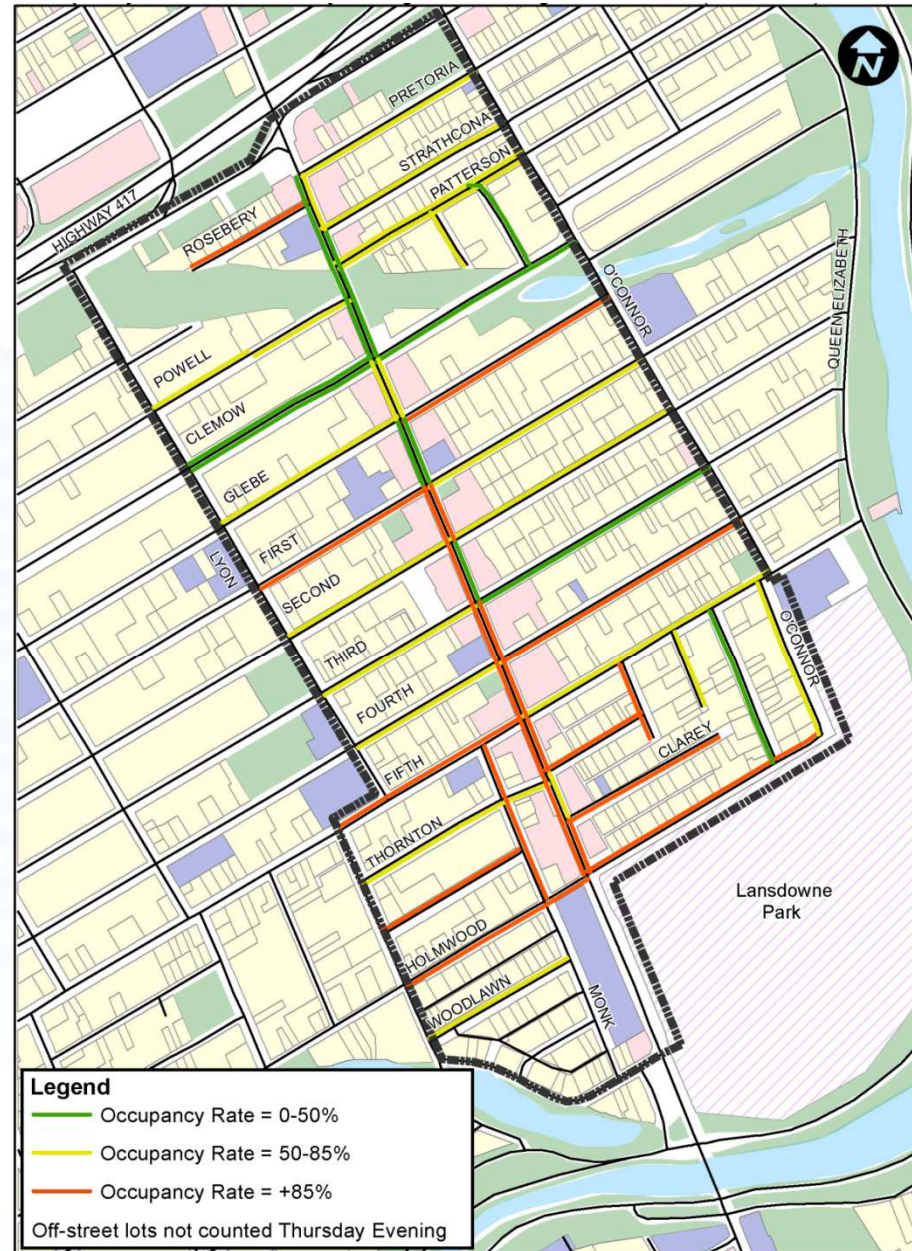 N
PRETORIA
STRATHCONA
PATTERSON
HIGHWAY 417
ROSEBERY
O'CONNOR
QUEEN ELIZABETH
POWELL
CLEMOW
GLEBE
FIRST
LYON
SECOND
THIRD
FOURTH
O'CONNOR
FIFTH
CLAREY
THORNTON
Lansdowne
Park
HOLMWOOD
WOODLAWN
MONK
Legend
Occupancy Rate = 0-50%
Occupancy Rate = 50-85%
Occupancy Rate = +85%
Off-street lots not counted Thursday Evening